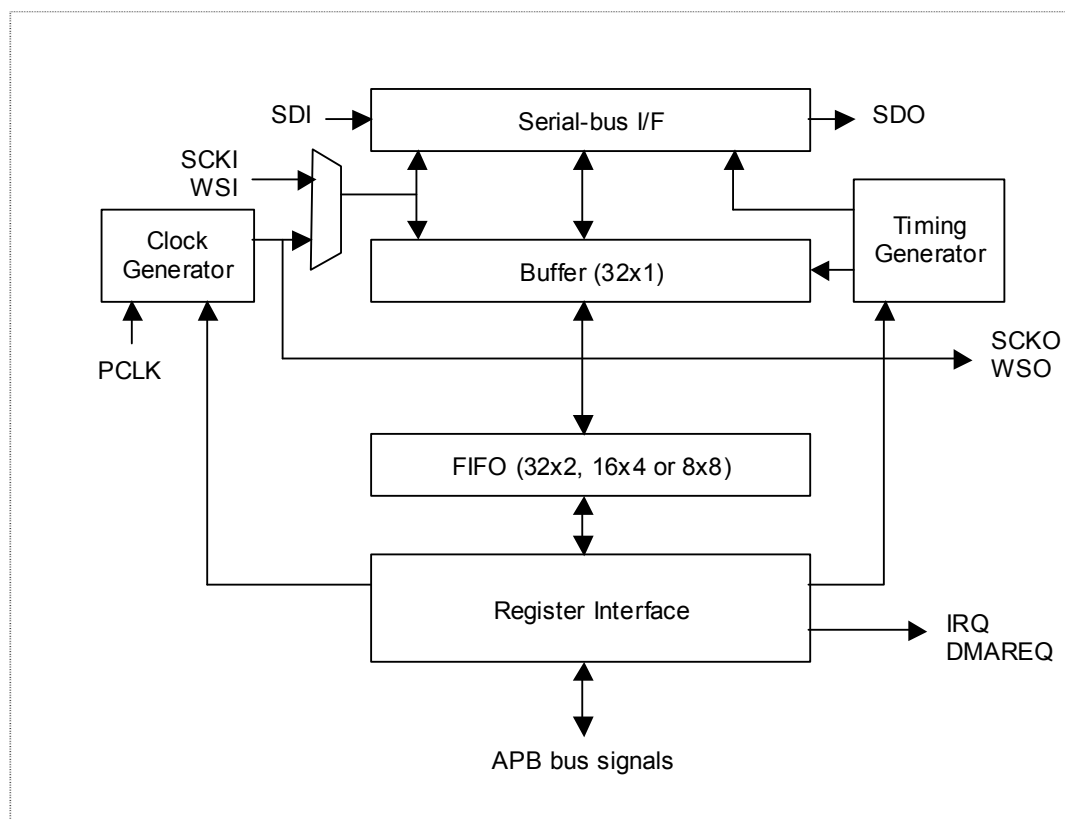 SDI
Serial-bus I/F
SDO
SCKI
WSI
Clock
Generator
Timing
Generator
Buffer (32x1)
PCLK
SCKO
WSO
FIFO (32x2, 16x4 or 8x8)
Register Interface
IRQ
DMAREQ
APB bus signals